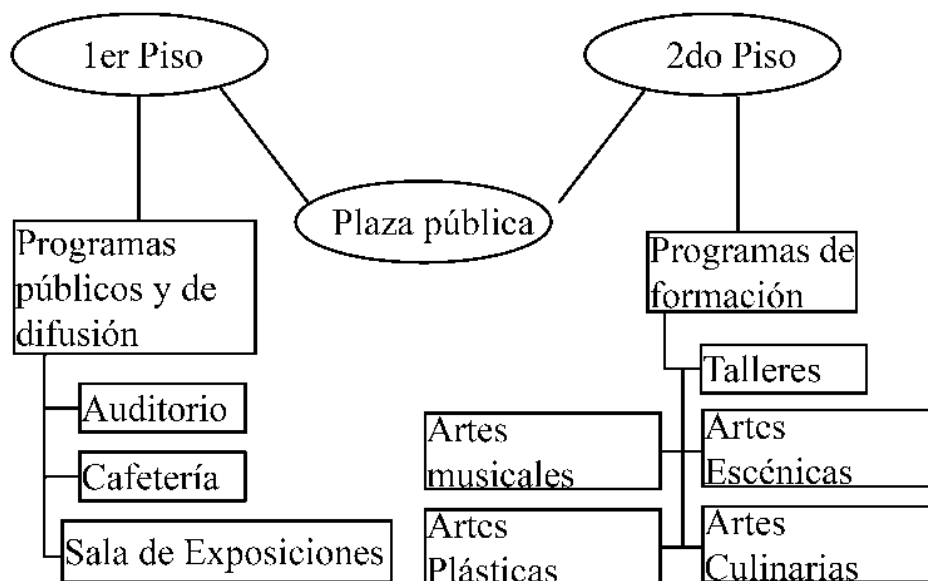 1er Piso
2do Piso
Plaza pública
Programas
públicos y de
difusión
Auditorio
Cafetería
Sala de Exposiciones
Programas de
formación
Talleres
Artes
musicales
Artes
Escénicas
Artes
Plásticas
Artes
Culinarias